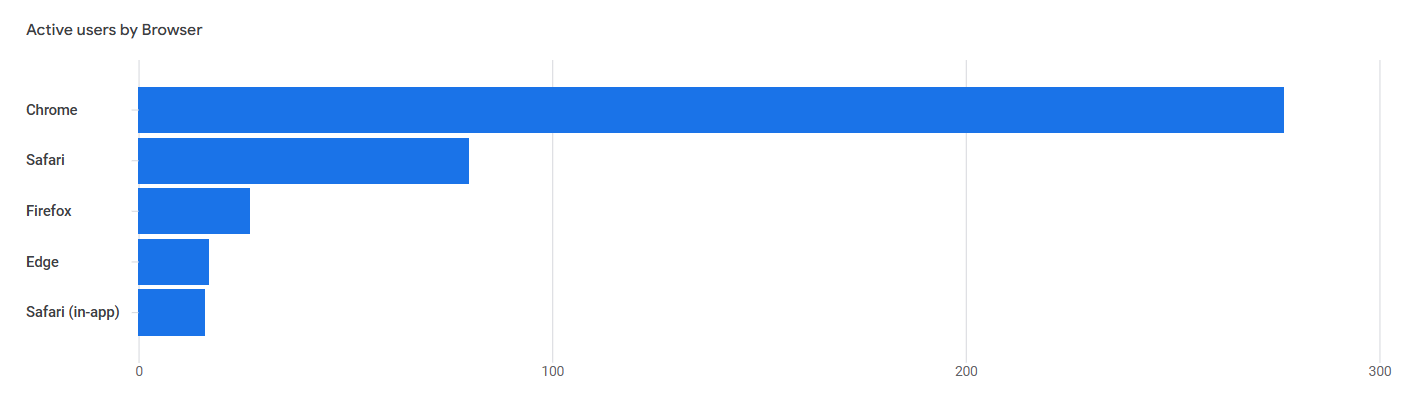 Active users by Browser
Chrome
Safari
Firefox
Edge
Safari (in-app)
0 100 200 300